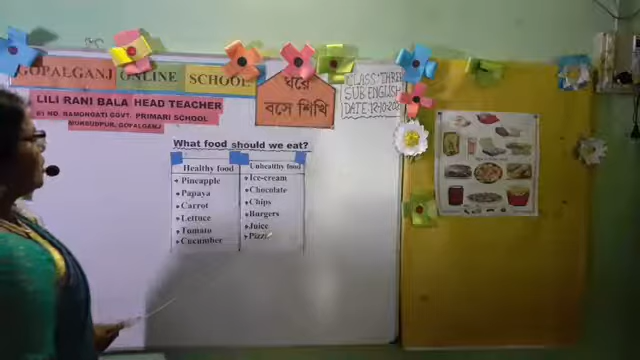 GOPALGANJ ONLINE SCHOOL
LILI RANI BALA HEAD TEACHER
GOVT. PRIMARI SCHOOL
MUKSUDPUR, GOPALGANJ
ঘরে
বসে শিখি
CLASS: THREE
SUB: ENGLISH
DATE
What food should we eat?
Healthy food
Pineapple
Papaya
Carrot
Lettuce
Tomato
Cucumber
Unhealthy food
Ice-cream
Chocolate
Chips
Burgers
Juice
Pizza